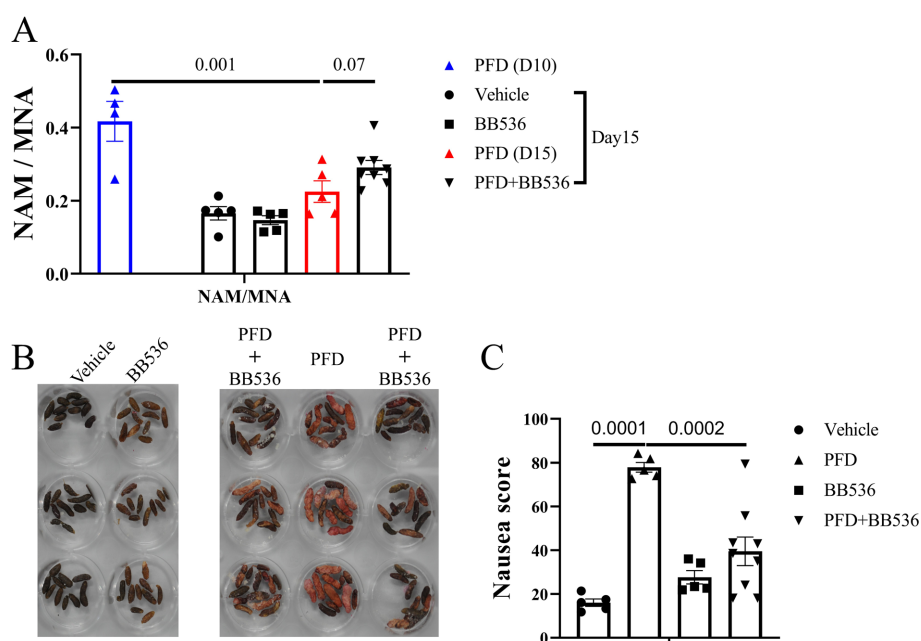 A
NAM / MNA
0.6
0.4
0.2
0.0
0.001
0.07
NAM/MNA
PFD (D10)
Vehicle
BB536
PFD (D15)
PFD+BB536
Day15
B
Vehicle
BB536
PFD
+
BB536
PFD
PFD
+
BB536
C
Nausea score
100
80
60
40
20
0
0.0001
0.0002
Vehicle
PFD
BB536
PFD+BB536